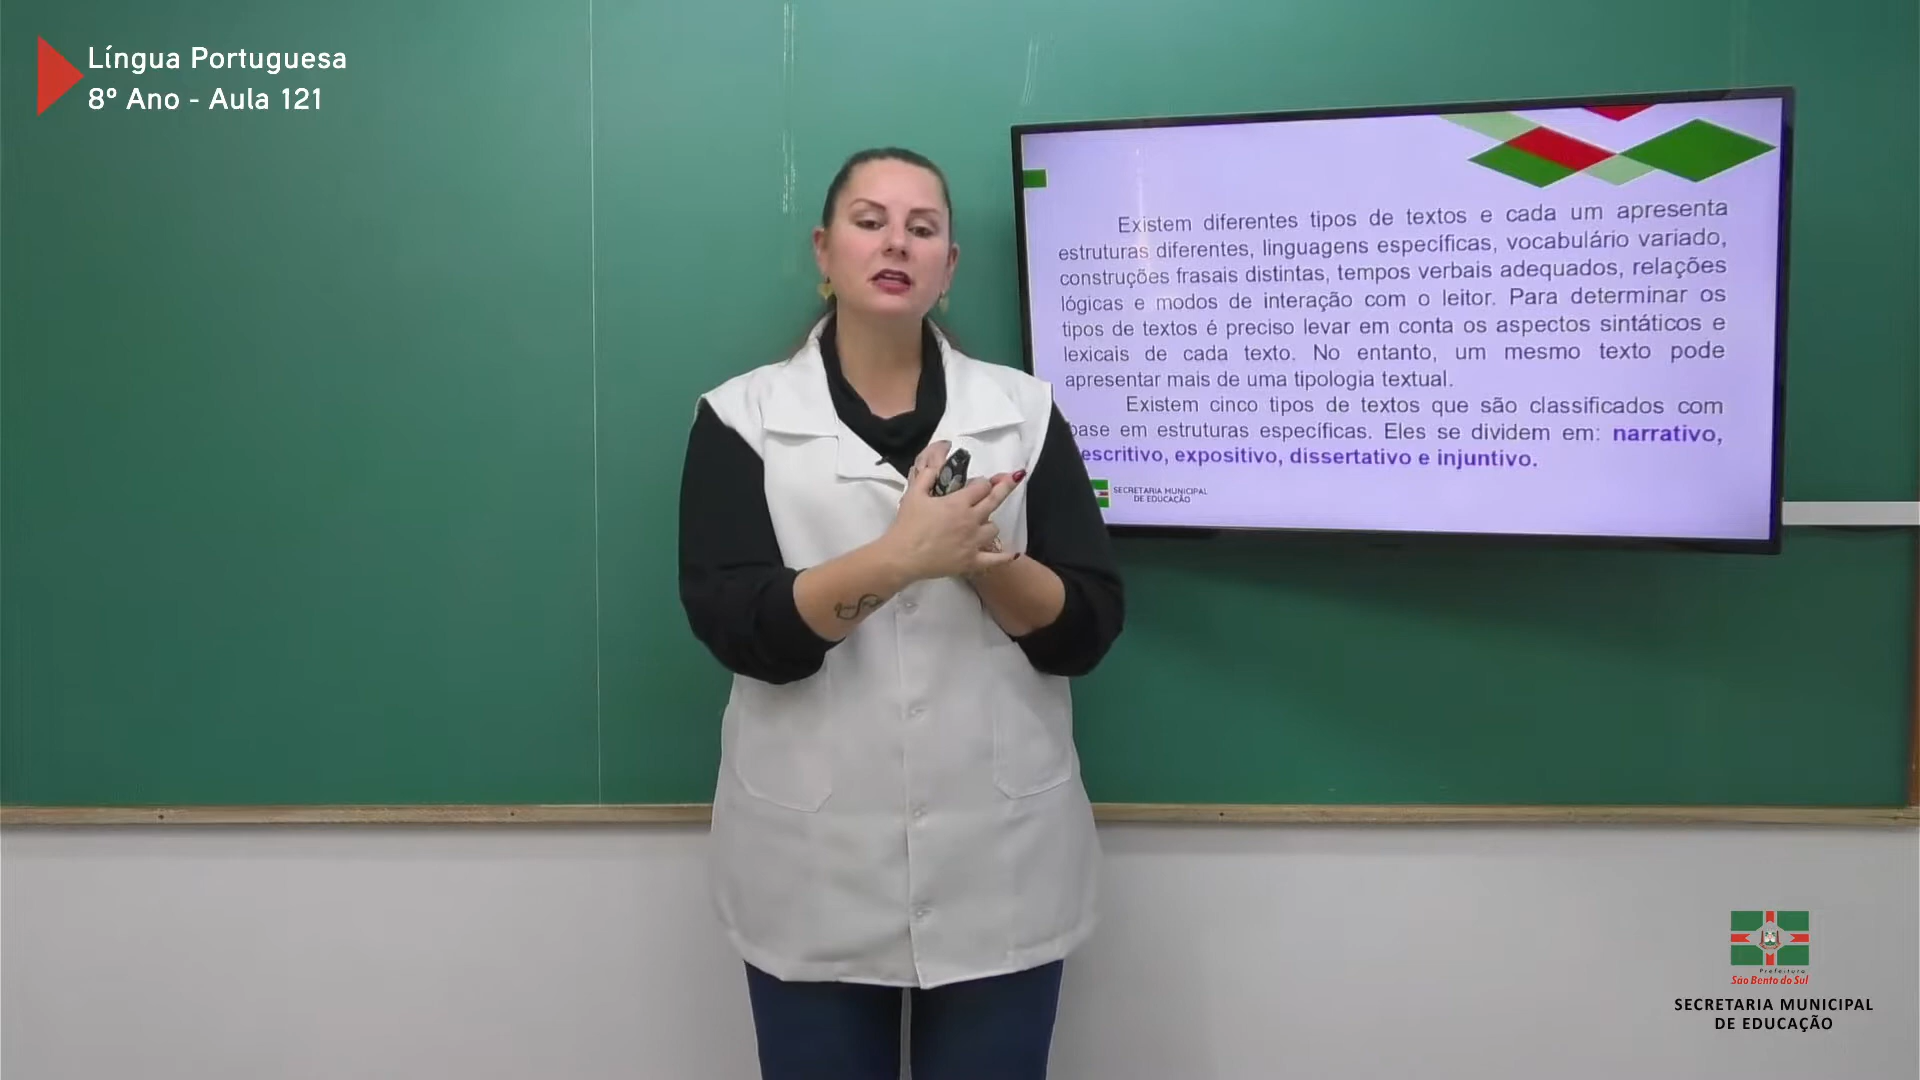 Língua Portuguesa
8º Ano - Aula 121
Existem diferentes tipos de textos e cada um apresenta
estruturas diferentes, linguagens específicas, vocabulário variado,
construções frasais distintas, tempos verbais adequados, relações
lógicas e modos de interação com o leitor. Para determinar os
tipos de textos é preciso levar em conta os aspectos sintáticos e
lexicais de cada texto. No entanto, um mesmo texto pode
apresentar mais de uma tipologia textual.
Existem cinco tipos de textos que são classificados com
base em estruturas específicas. Eles se dividem em: narrativo,
escritivo, expositivo, dissertativo e injuntivo.
SECRETARIA MUNICIPAL
DE EDUCAÇÃO
Prefeitura
São Bento do Sul
SECRETARIA MUNICIPAL
DE EDUCAÇÃO